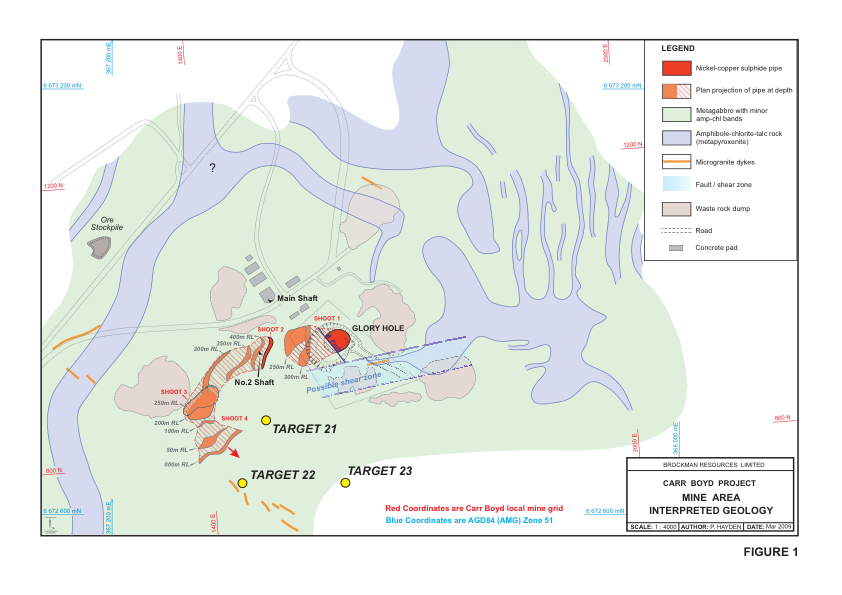 367 200 mE
1400 E
2000 E
6 673 200 mN
6 673 200 mN
1200 N
1200 N
LEGEND
Nickel-copper sulphide pipe
Plan projection of pipe at depth
Metagabbro with minor
amp-chl bands
Amphibole-chlorite-talc rock
(metapyroxenite)
Microgranite dykes
Fault / shear zone
Waste rock dump
Road
Concrete pad
?
Ore
Stockpile
Main Shaft
SHOOT 1
GLORY HOLE
SHOOT 2
400m RL
350m RL
300m RL
250m RL
300m RL
No.2 Shaft
Possible shear zone
SHOOT 3
250m RL
200m RL
100m RL
SHOOT 4
50m RL
000m RL
TARGET 21
TARGET 22
TARGET 23
800 N
600 N
2000 E
368 000 mE
6 672 600 mN
367 200 mE
1400 E
Red Coordinates are Carr Boyd local mine grid
Blue Coordinates are AGD84 (AMG) Zone 51
6 672 600 mN
BROCKMAN RESOURCES LIMITED
CARR BOYD PROJECT
MINE AREA
INTERPRETED GEOLOGY
SCALE: 1 : 4000 AUTHOR: P. HAYDEN DATE: Mar 2009
FIGURE 1